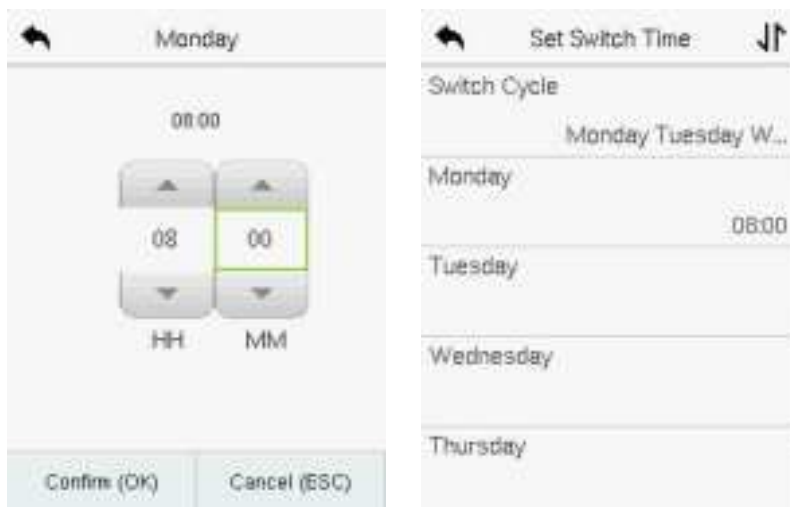 Monday
08:00
08 00
HH MM
Confirm (OK) Cancel (ESC)
Set Switch Time
Switch Cycle
Monday Tuesday W...
Monday
08:00
Tuesday
Wednesday
Thursday